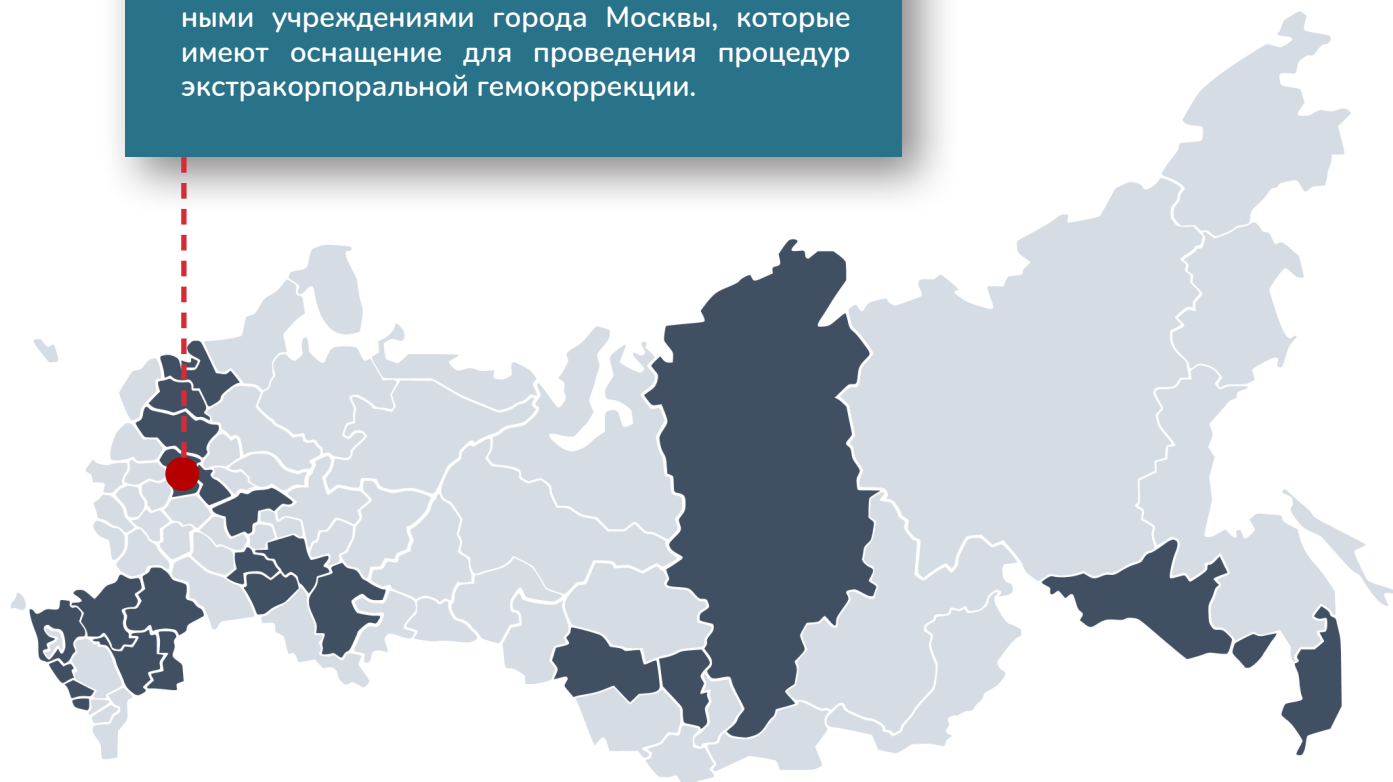 ными учреждениями города Москвы, которые
имеют оснащение для проведения процедур
экстракорпоральной гемокоррекции.